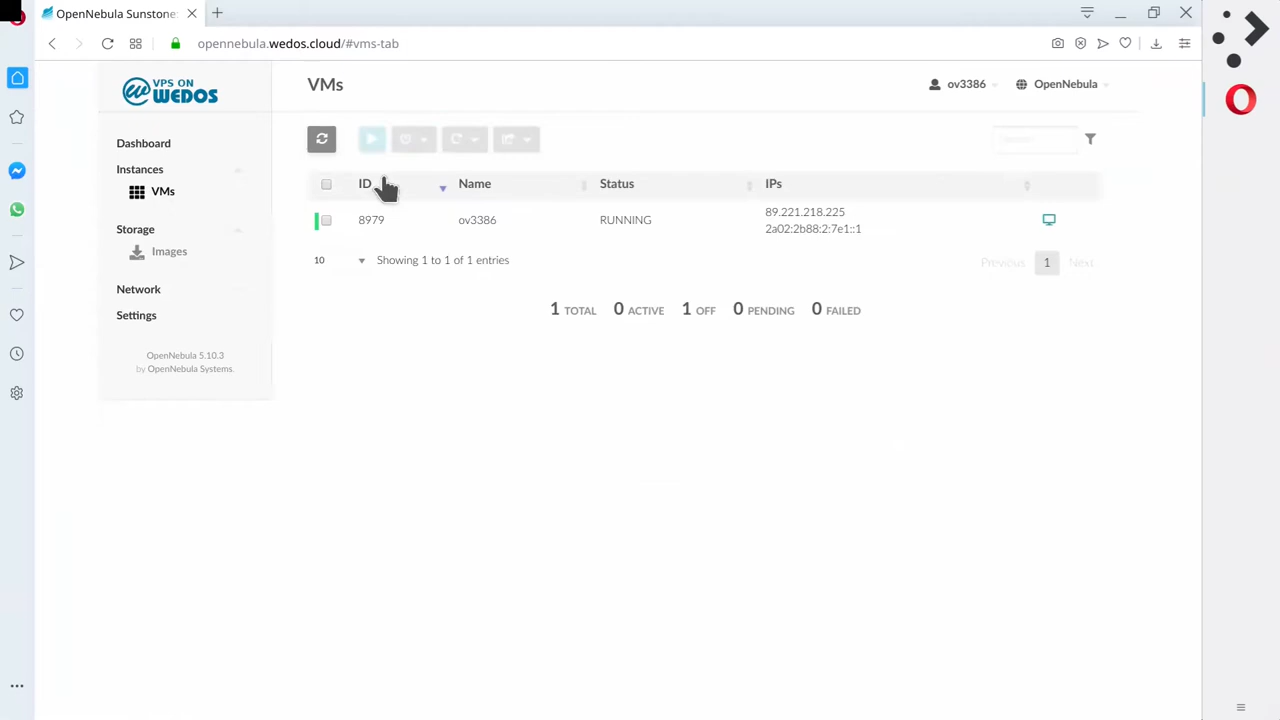 OpenNebula Sunstone:
opennebula.wedos.cloud/#vms-tab
VPS ON
WEDOS
VMs
ov3386
OpenNebula
Dashboard
Instances
VMs
Storage
Images
Network
Settings
OpenNebula 5.10.3
by OpenNebula Systems.
ID Name Status IPs
8979 ov3386 RUNNING 89.221.218.225
2a02:2b88:2:7e1::1
10 Showing 1 to 1 of 1 entries
Previous 1 Next
1 TOTAL 0 ACTIVE 1 OFF 0 PENDING 0 FAILED